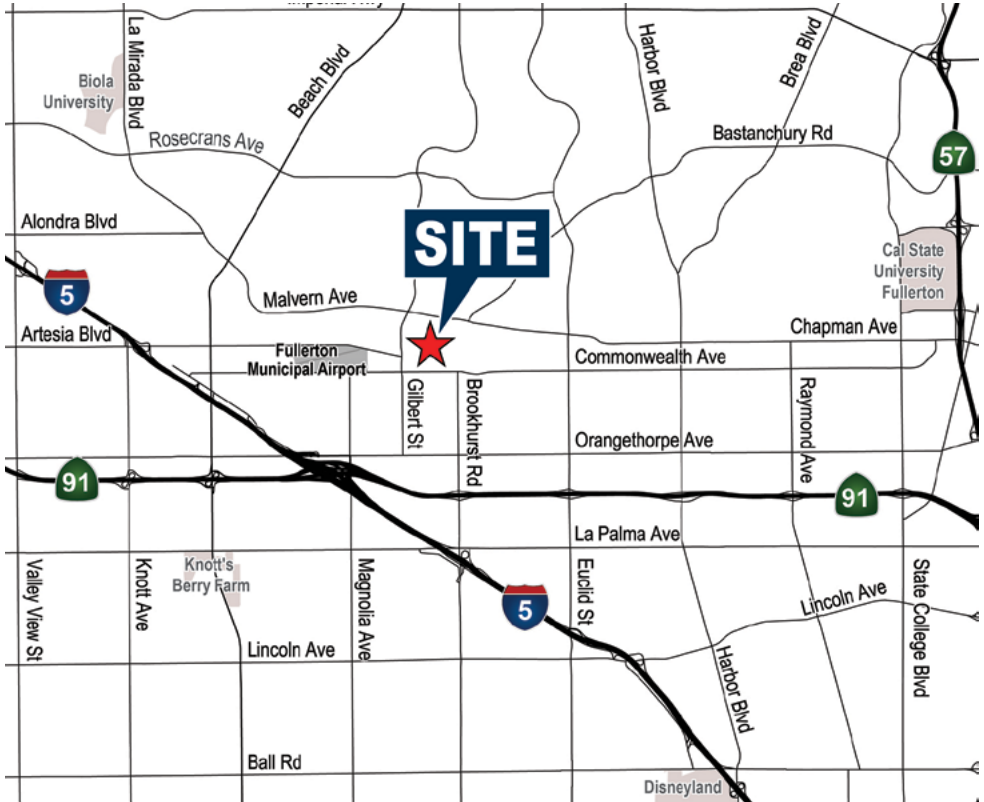 La Mirada Blvd
Beach Blvd
Harbor Blvd
Brea Blvd
Biola
University
Rosecrans Ave
Bastanchury Rd
57
Alondra Blvd
SITE
Cal State
University
Fullerton
5
Malvern Ave
Artesia Blvd
Chapman Ave
Fullerton
Municipal Airport
Commonwealth Ave
Gilbert St
Brookhurst Rd
Raymond Ave
Orangethorpe Ave
91
91
La Palma Ave
Valley View St
Knott Ave
Knott's
Berry Farm
Magnolia Ave
5
Euclid St
Lincoln Ave
State College Blvd
Lincoln Ave
Harbor Blvd
Ball Rd
Disneyland